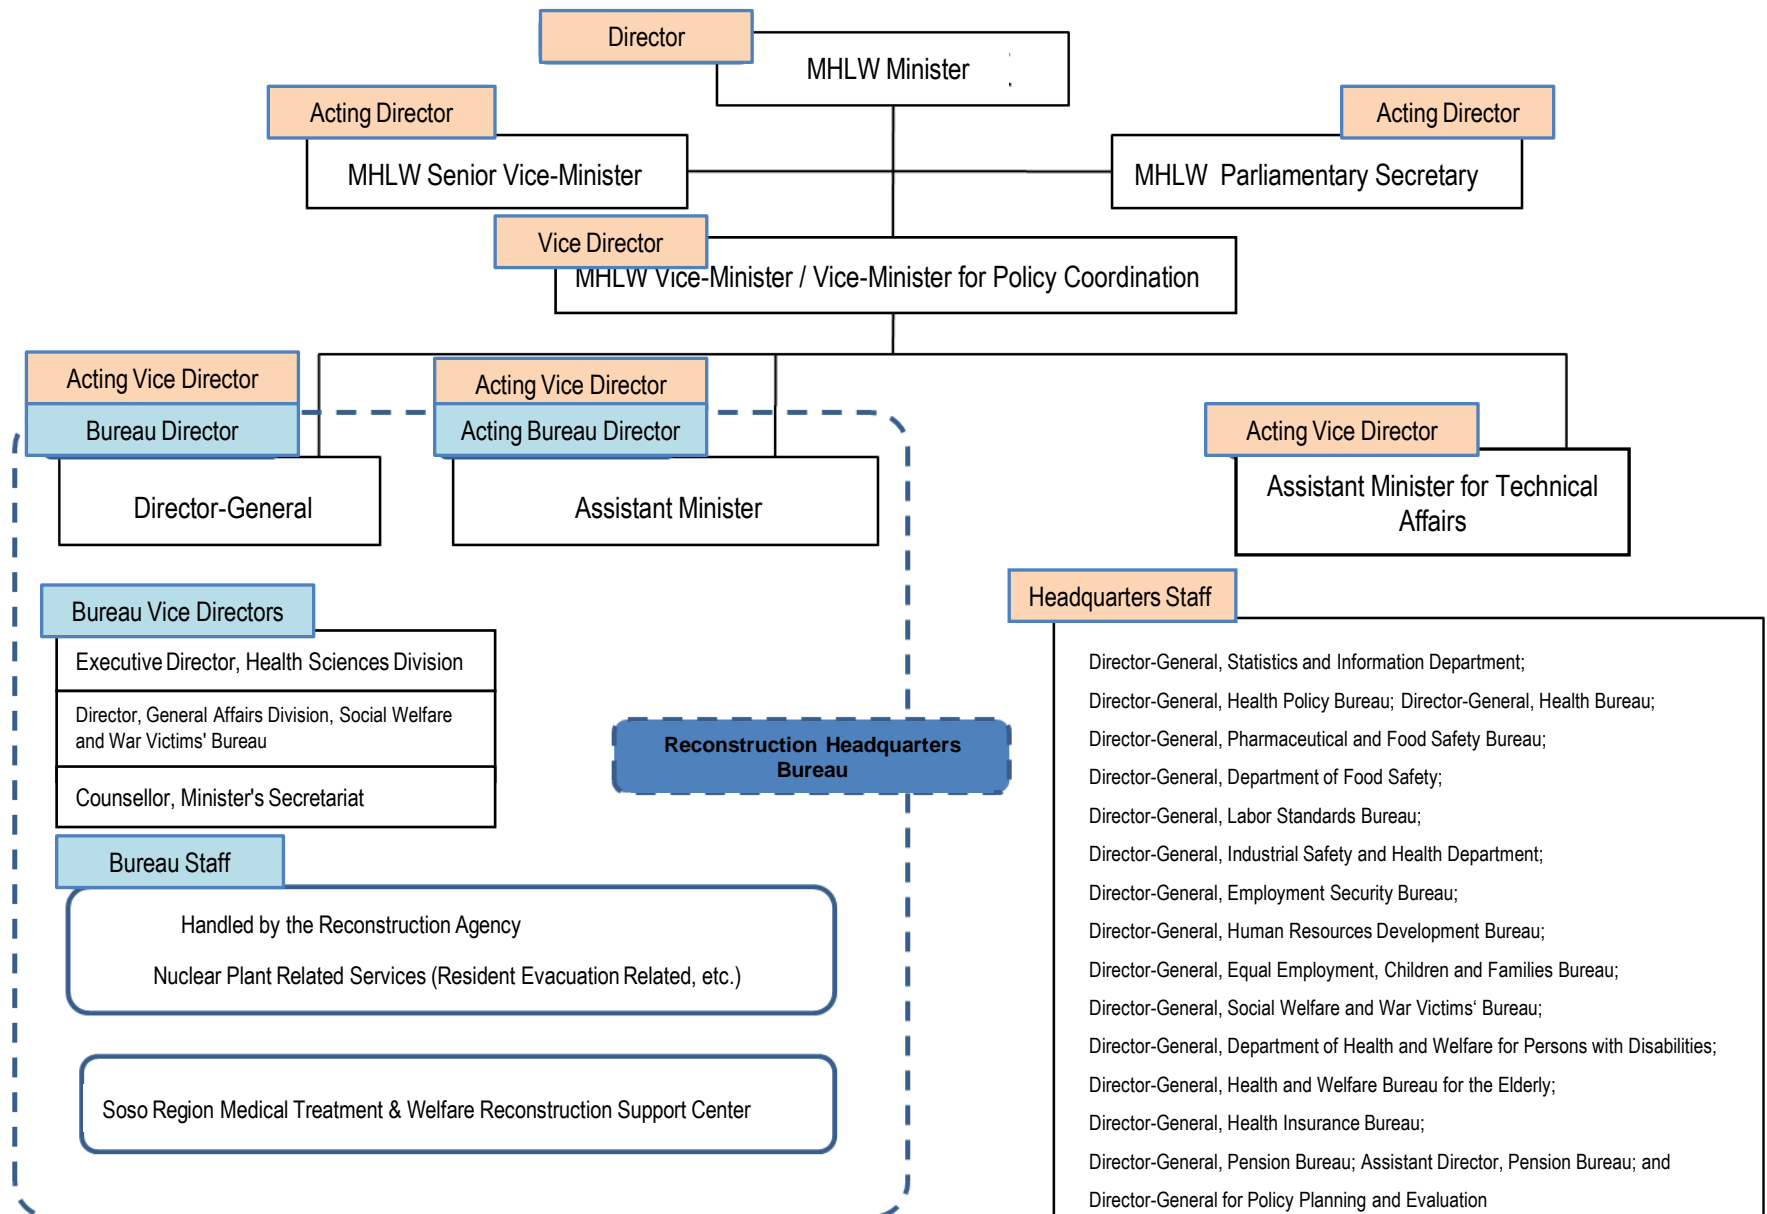 Director
MHLW Minister
Acting Director
MHLW Senior Vice-Minister
Acting Director
MHLW Parliamentary Secretary
Vice Director
MHLW Vice-Minister / Vice-Minister for Policy Coordination
Acting Vice Director
Bureau Director
Director-General
Acting Vice Director
Acting Bureau Director
Assistant Minister
Acting Vice Director
Assistant Minister for Technical
Affairs
Bureau Vice Directors
Executive Director, Health Sciences Division
Director, General Affairs Division, Social Welfare
and War Victims' Bureau
Counsellor, Minister's Secretariat
Bureau Staff
Handled by the Reconstruction Agency
Nuclear Plant Related Services (Resident Evacuation Related, etc.)
Soso Region Medical Treatment & Welfare Reconstruction Support Center
Reconstruction Headquarters
Bureau
Headquarters Staff
Director-General, Statistics and Information Department;
Director-General, Health Policy Bureau; Director-General, Health Bureau;
Director-General, Pharmaceutical and Food Safety Bureau;
Director-General, Department of Food Safety;
Director-General, Labor Standards Bureau;
Director-General, Industrial Safety and Health Department;
Director-General, Employment Security Bureau;
Director-General, Human Resources Development Bureau;
Director-General, Equal Employment, Children and Families Bureau;
Director-General, Social Welfare and War Victims‘ Bureau;
Director-General, Department of Health and Welfare for Persons with Disabilities;
Director-General, Health and Welfare Bureau for the Elderly;
Director-General, Health Insurance Bureau;
Director-General, Pension Bureau; Assistant Director, Pension Bureau; and
Director-General for Policy Planning and Evaluation